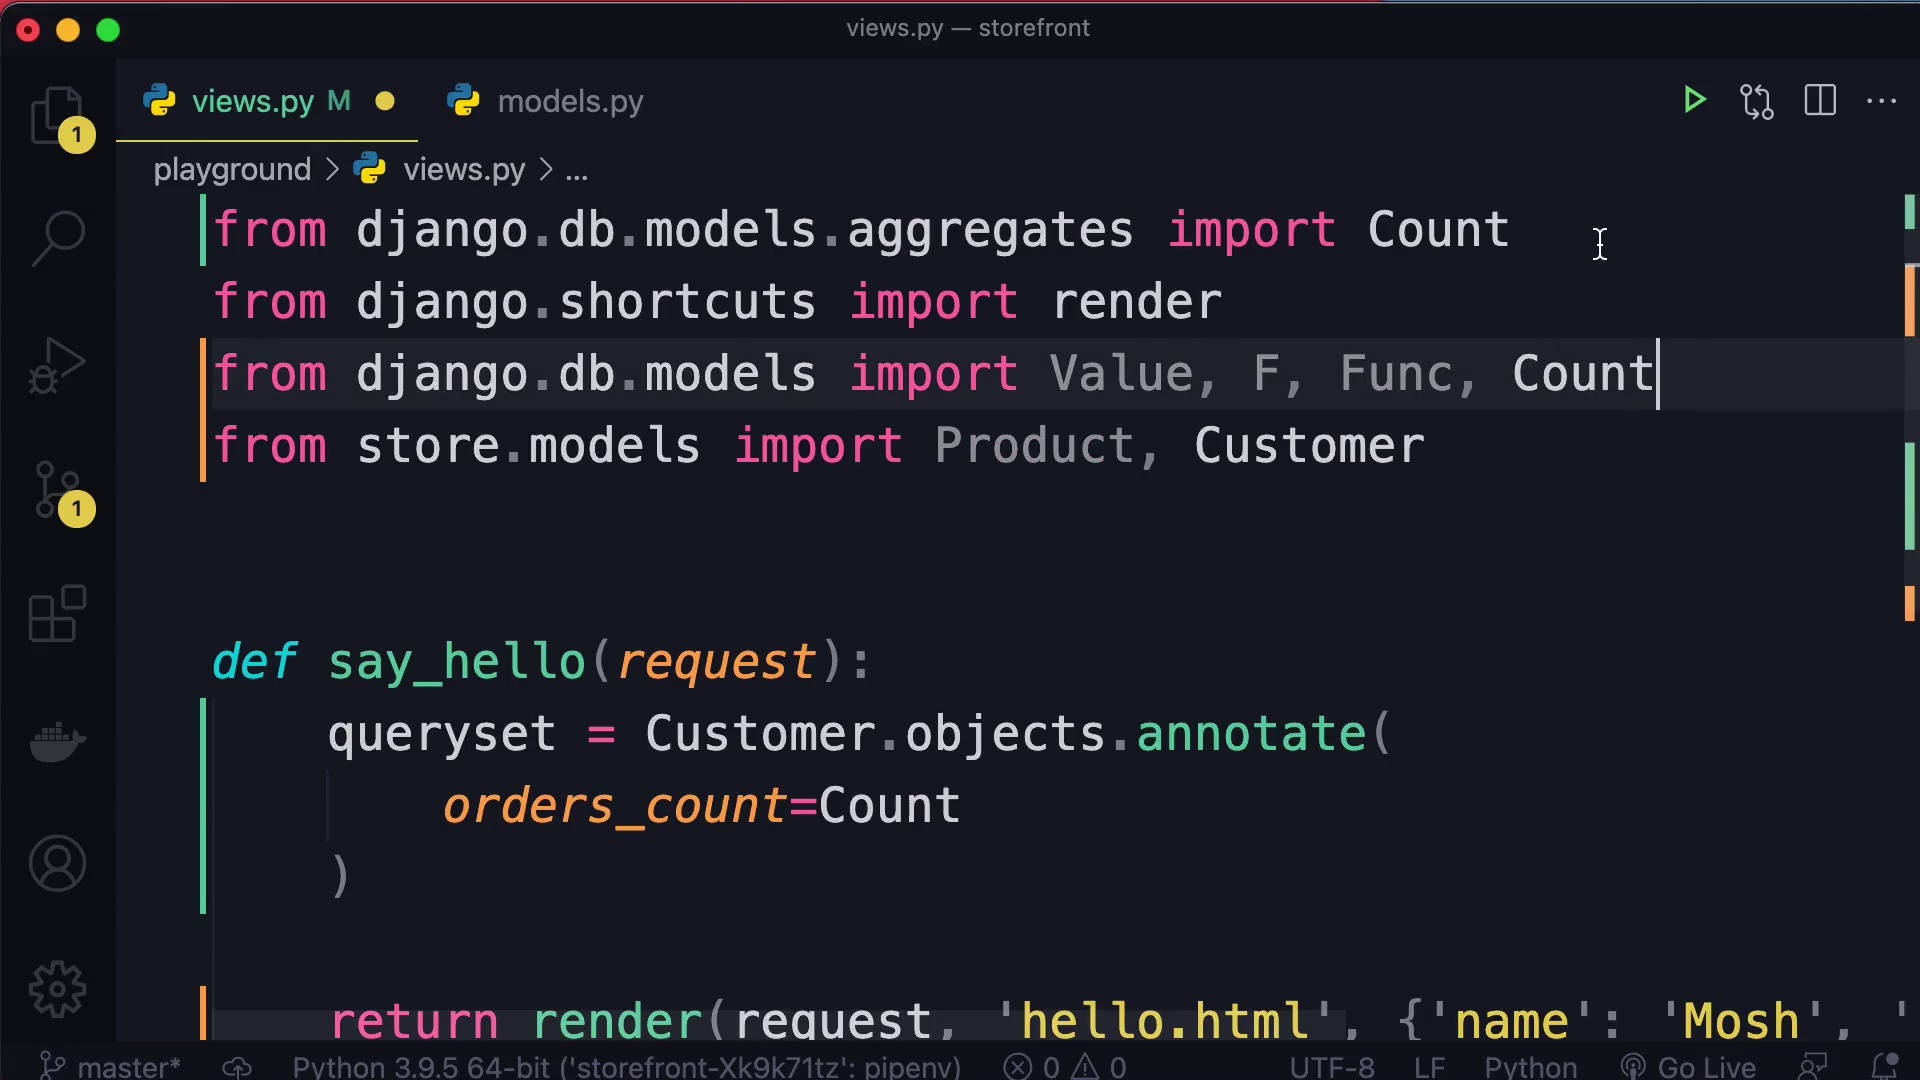 views.py — storefront
views.py M models.py
1
playground > views.py > ...
from django.db.models.aggregates import Count
from django.shortcuts import render
from django.db.models import Value, F, Func, Count
from store.models import Product, Customer
1
def say_hello(request):
queryset = Customer.objects.annotate(
orders_count=Count
)
return render(request, 'hello.html', {'name': 'Mosh', '
master* Python 3.9.5 64-bit ('storefront-Xk9k71tz': pipenv) 0 0 UTF-8 LF Python Go Live